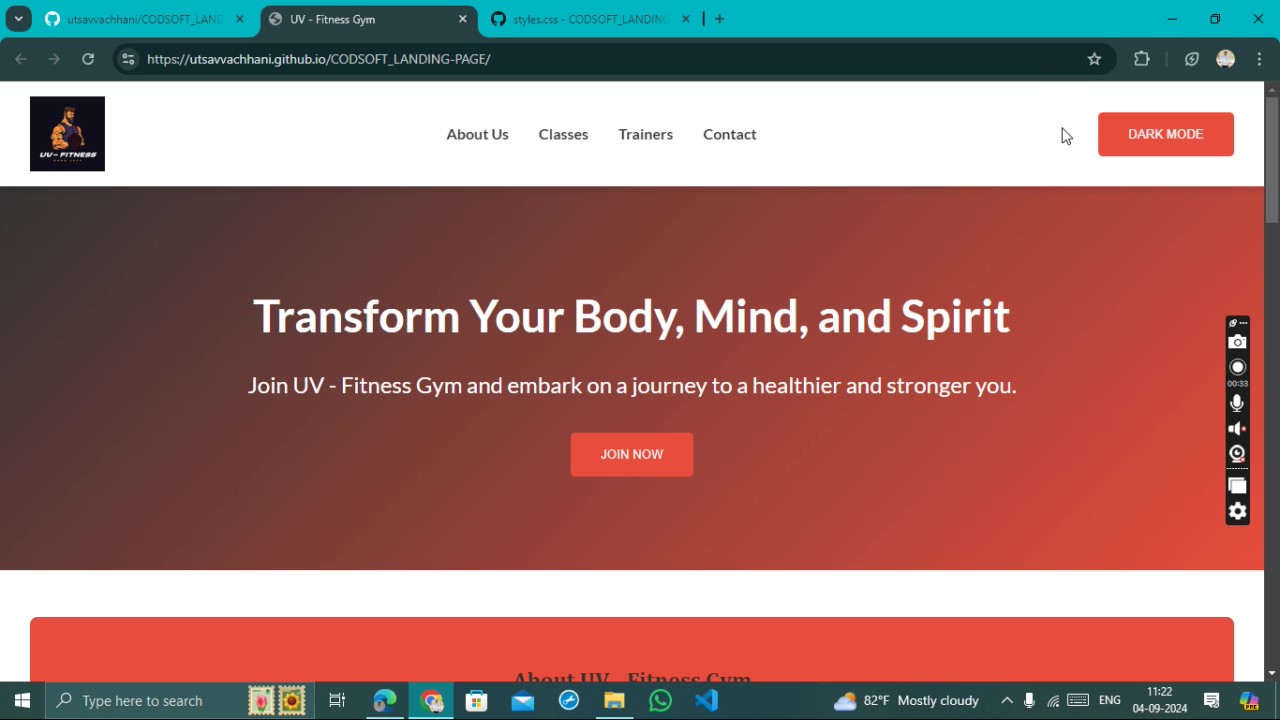 utsavvachhani/CODSOFT_LAND
UV - Fitness Gym
styles.css - CODSOFT_LANDING
https://utsavvachhani.github.io/CODSOFT_LANDING-PAGE/
UV- FITNESS
About Us
Classes
Trainers
Contact
DARK MODE
Transform Your Body, Mind, and Spirit
Join UV - Fitness Gym and embark on a journey to a healthier and stronger you.
JOIN NOW
00:33
About UV - Fitness Gym
Type here to search
82°F Mostly cloudy
ENG
11:22
04-09-2024
PRE